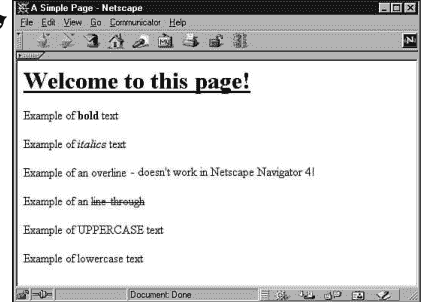 A Simple Page - Netscape
File Edit View Go Communicator Help
N
Welcome to this page!
Example of bold text
Example of italics text
Example of an overline - doesn't work in Netscape Navigator 4!
Example of an line-through
Example of UPPERCASE text
Example of lowercase text
Document: Done